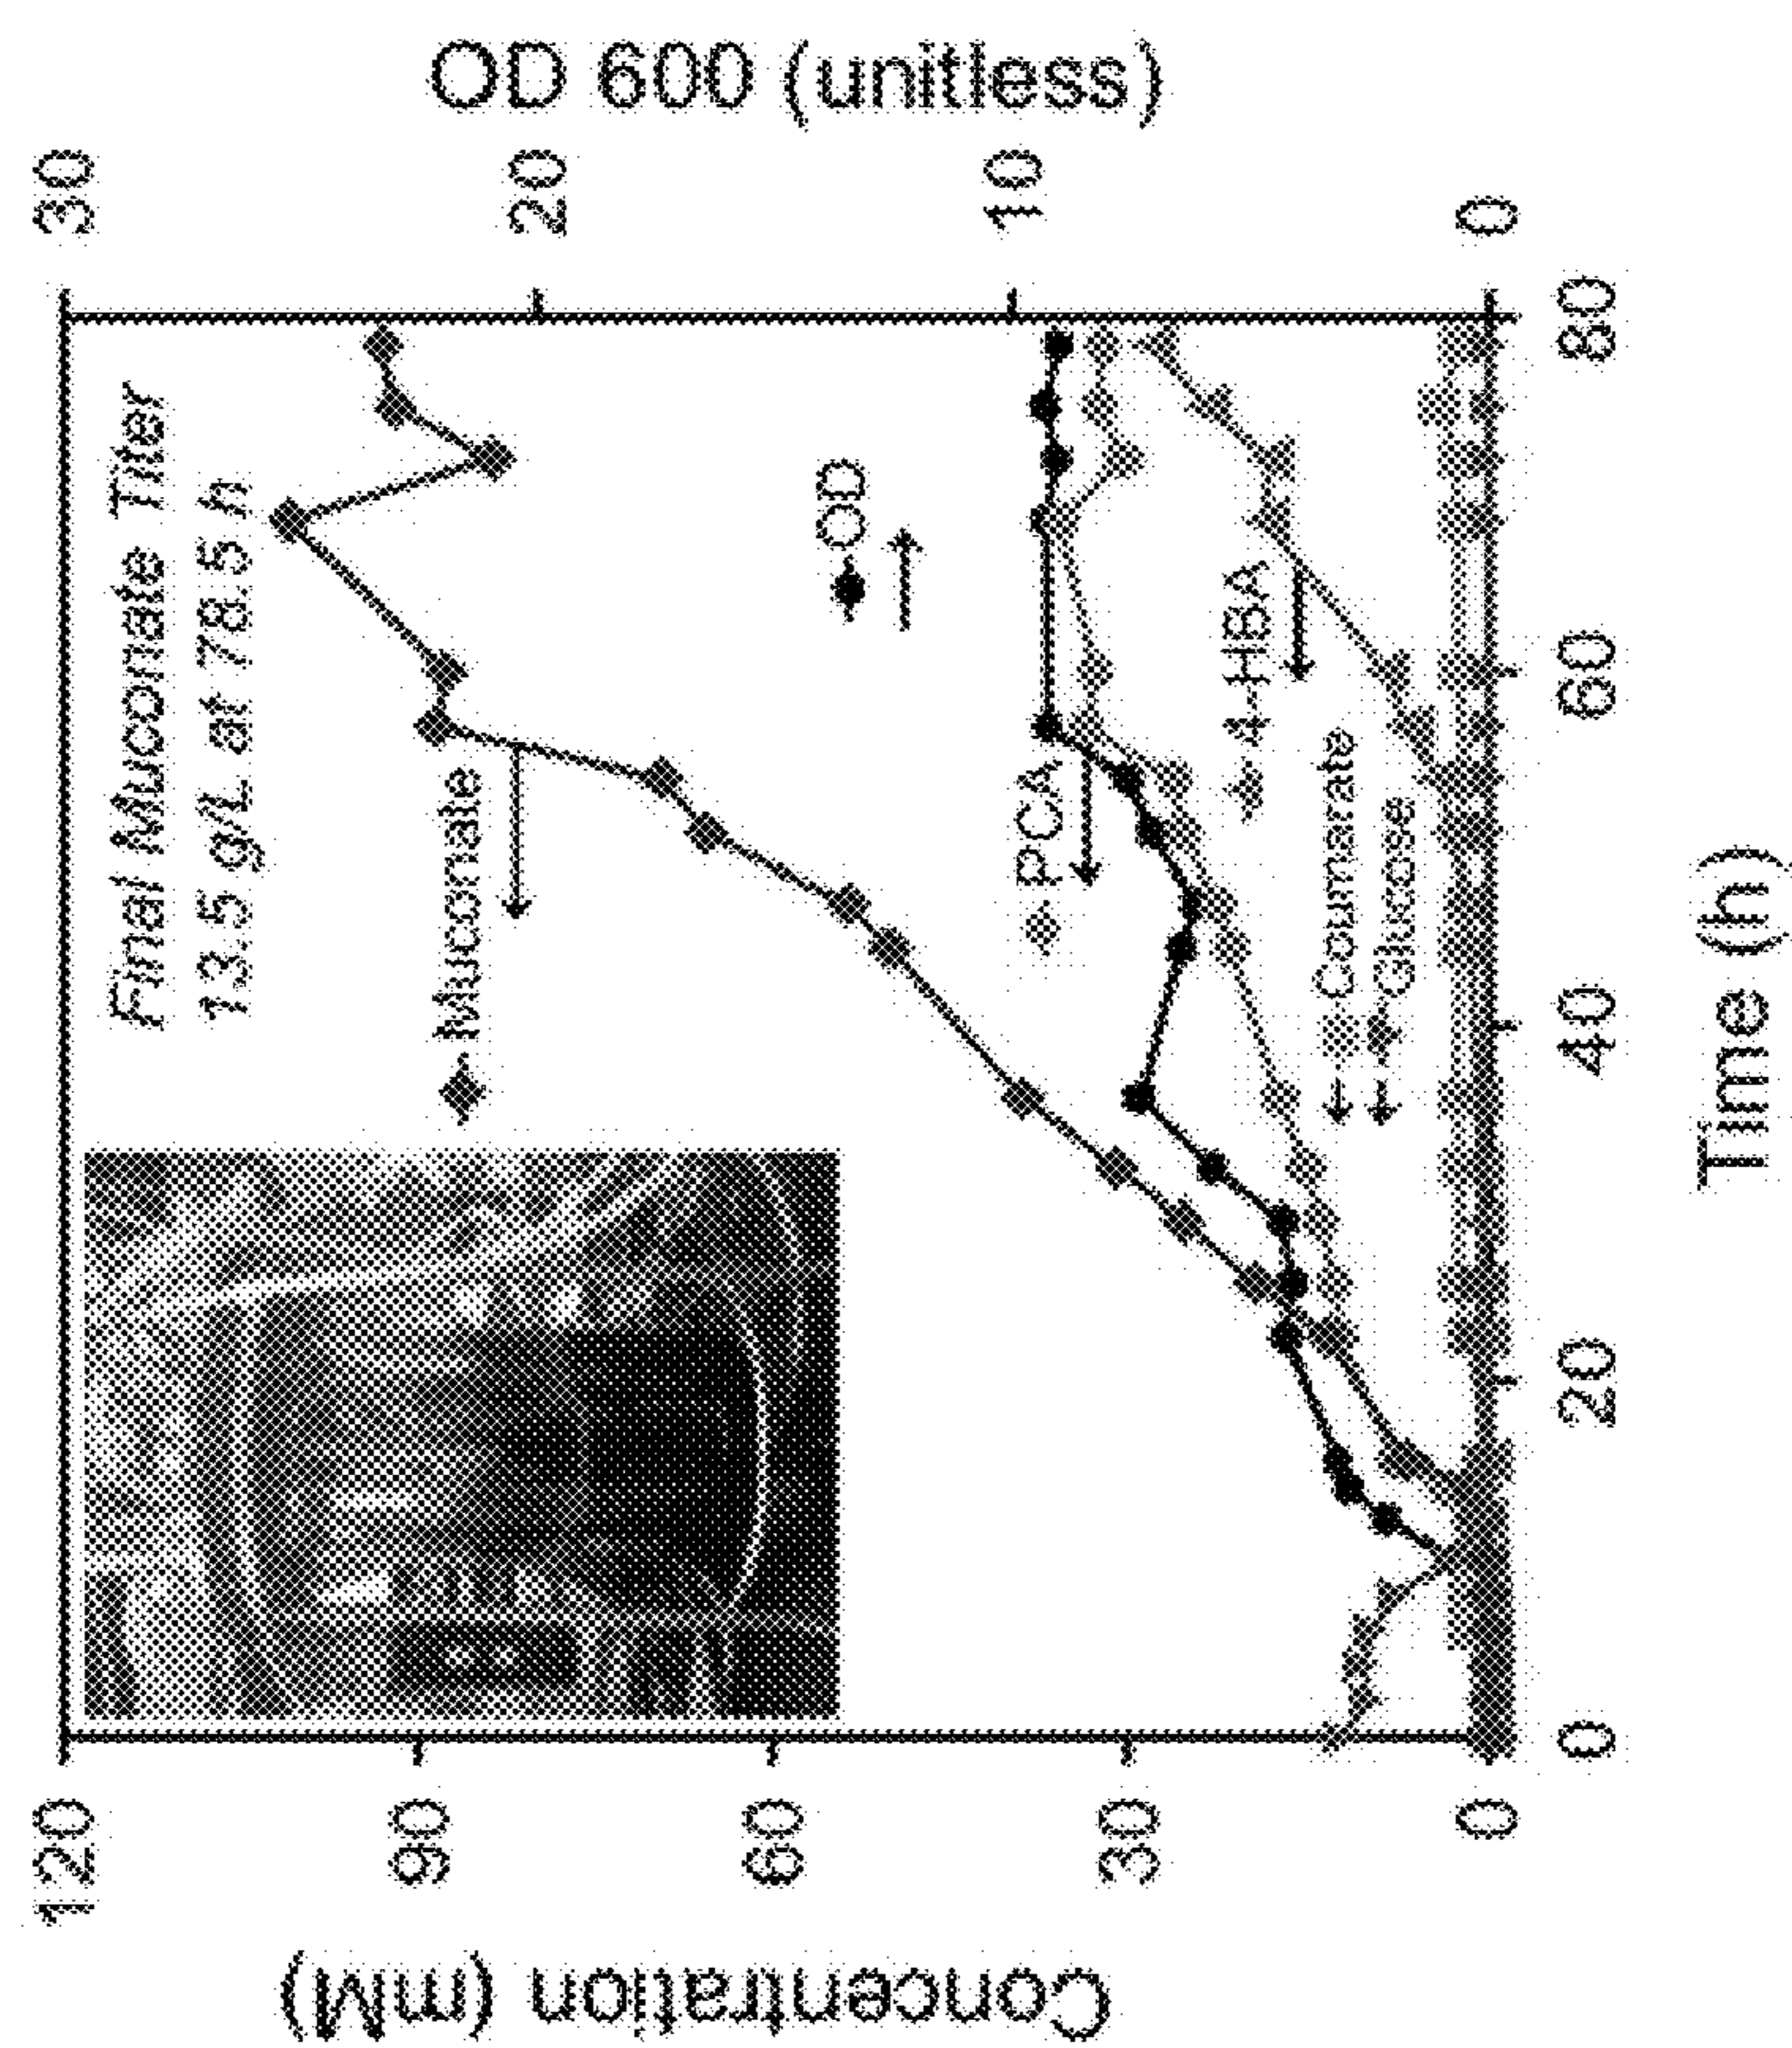 Final Muconate Titer
13.5 g/L at 78.5 h
Muconate
OD
PCA
4-HBA
Coumarate
Glucose
Concentration (mM)
120
90
60
30
0
OD 600 (unitless)
30
20
10
0
0
20
40
60
80
Time (h)